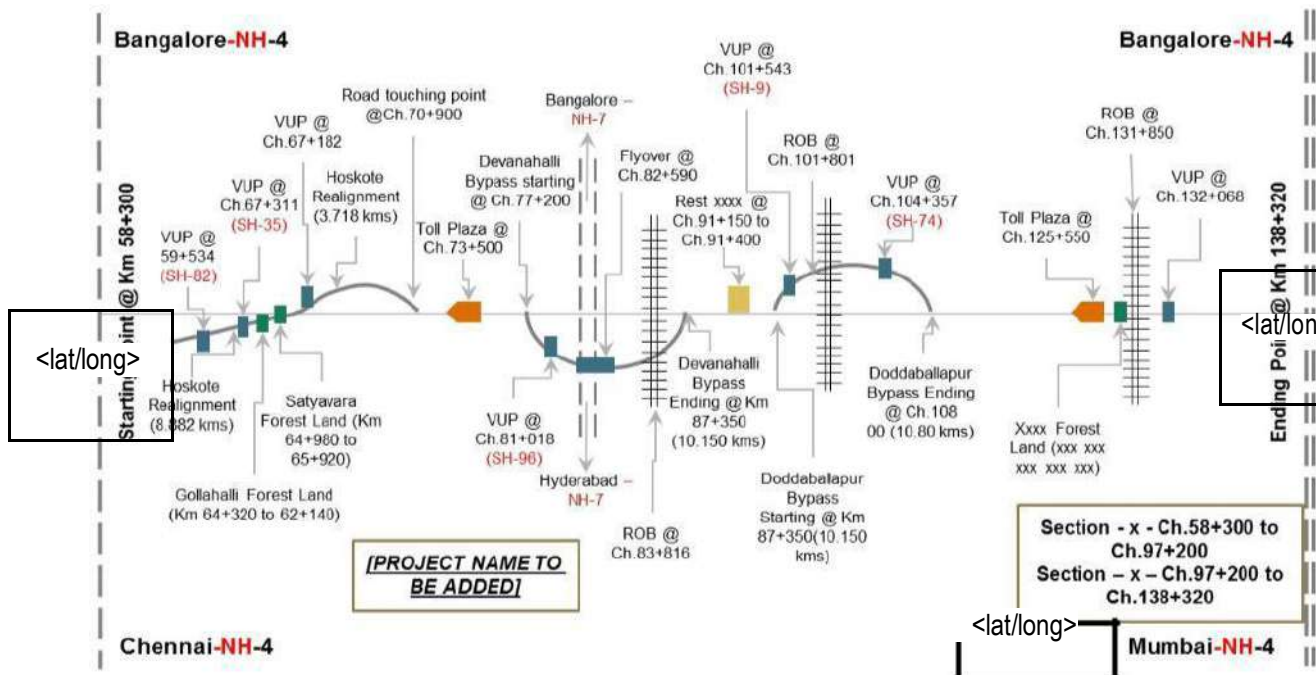 Bangalore-NH-4
Bangalore-NH-4
VUP @
Ch.101+543
(SH-9)
Road touching point
@Ch.70+900
Bangalore –
NH-7
ROB @
Ch.131+850
VUP @
Ch.67+182
ROB @
Ch.101+801
Devanahalli
Bypass starting
@ Ch.77+200
Flyover @
Ch.82+590
Hoskote
Realignment
(3.718 kms)
VUP @
Ch.67+311
(SH-35)
VUP @
Ch.104+357
(SH-74)
VUP @
Ch.132+068
Rest xxxx @
Ch.91+150 to
Ch.91+400
Toll Plaza @
Ch.73+500
Toll Plaza @
Ch.125+550
VUP @
59+534
(SH-82)
Starting Point @ Km 58+300
Ending Poi @ Km 138+320
<lat/long>
<lat/lon
Hoskote
Realignment
(8.882 kms)
Satyavara
Forest Land (Km
64+980 to
65+920)
Devanahalli
Bypass
Ending @ Km
87+350
(10.150 kms)
Doddaballapur
Bypass Ending
@ Ch.108
00 (10.80 kms)
VUP @
Ch.81+018
(SH-96)
Xxxx Forest
Land (xxx xxx
xxx xxx xxx)
Gollahalli Forest Land
(Km 64+320 to 62+140)
Hyderabad –
NH-7
Doddaballapur
Bypass
Starting @ Km
87+350(10.150
kms)
ROB @
Ch.83+816
[PROJECT NAME TO
BE ADDED]
Section - x - Ch.58+300 to
Ch.97+200
Section – x – Ch.97+200 to
Ch.138+320
<lat/long>
Chennai-NH-4
Mumbai-NH-4